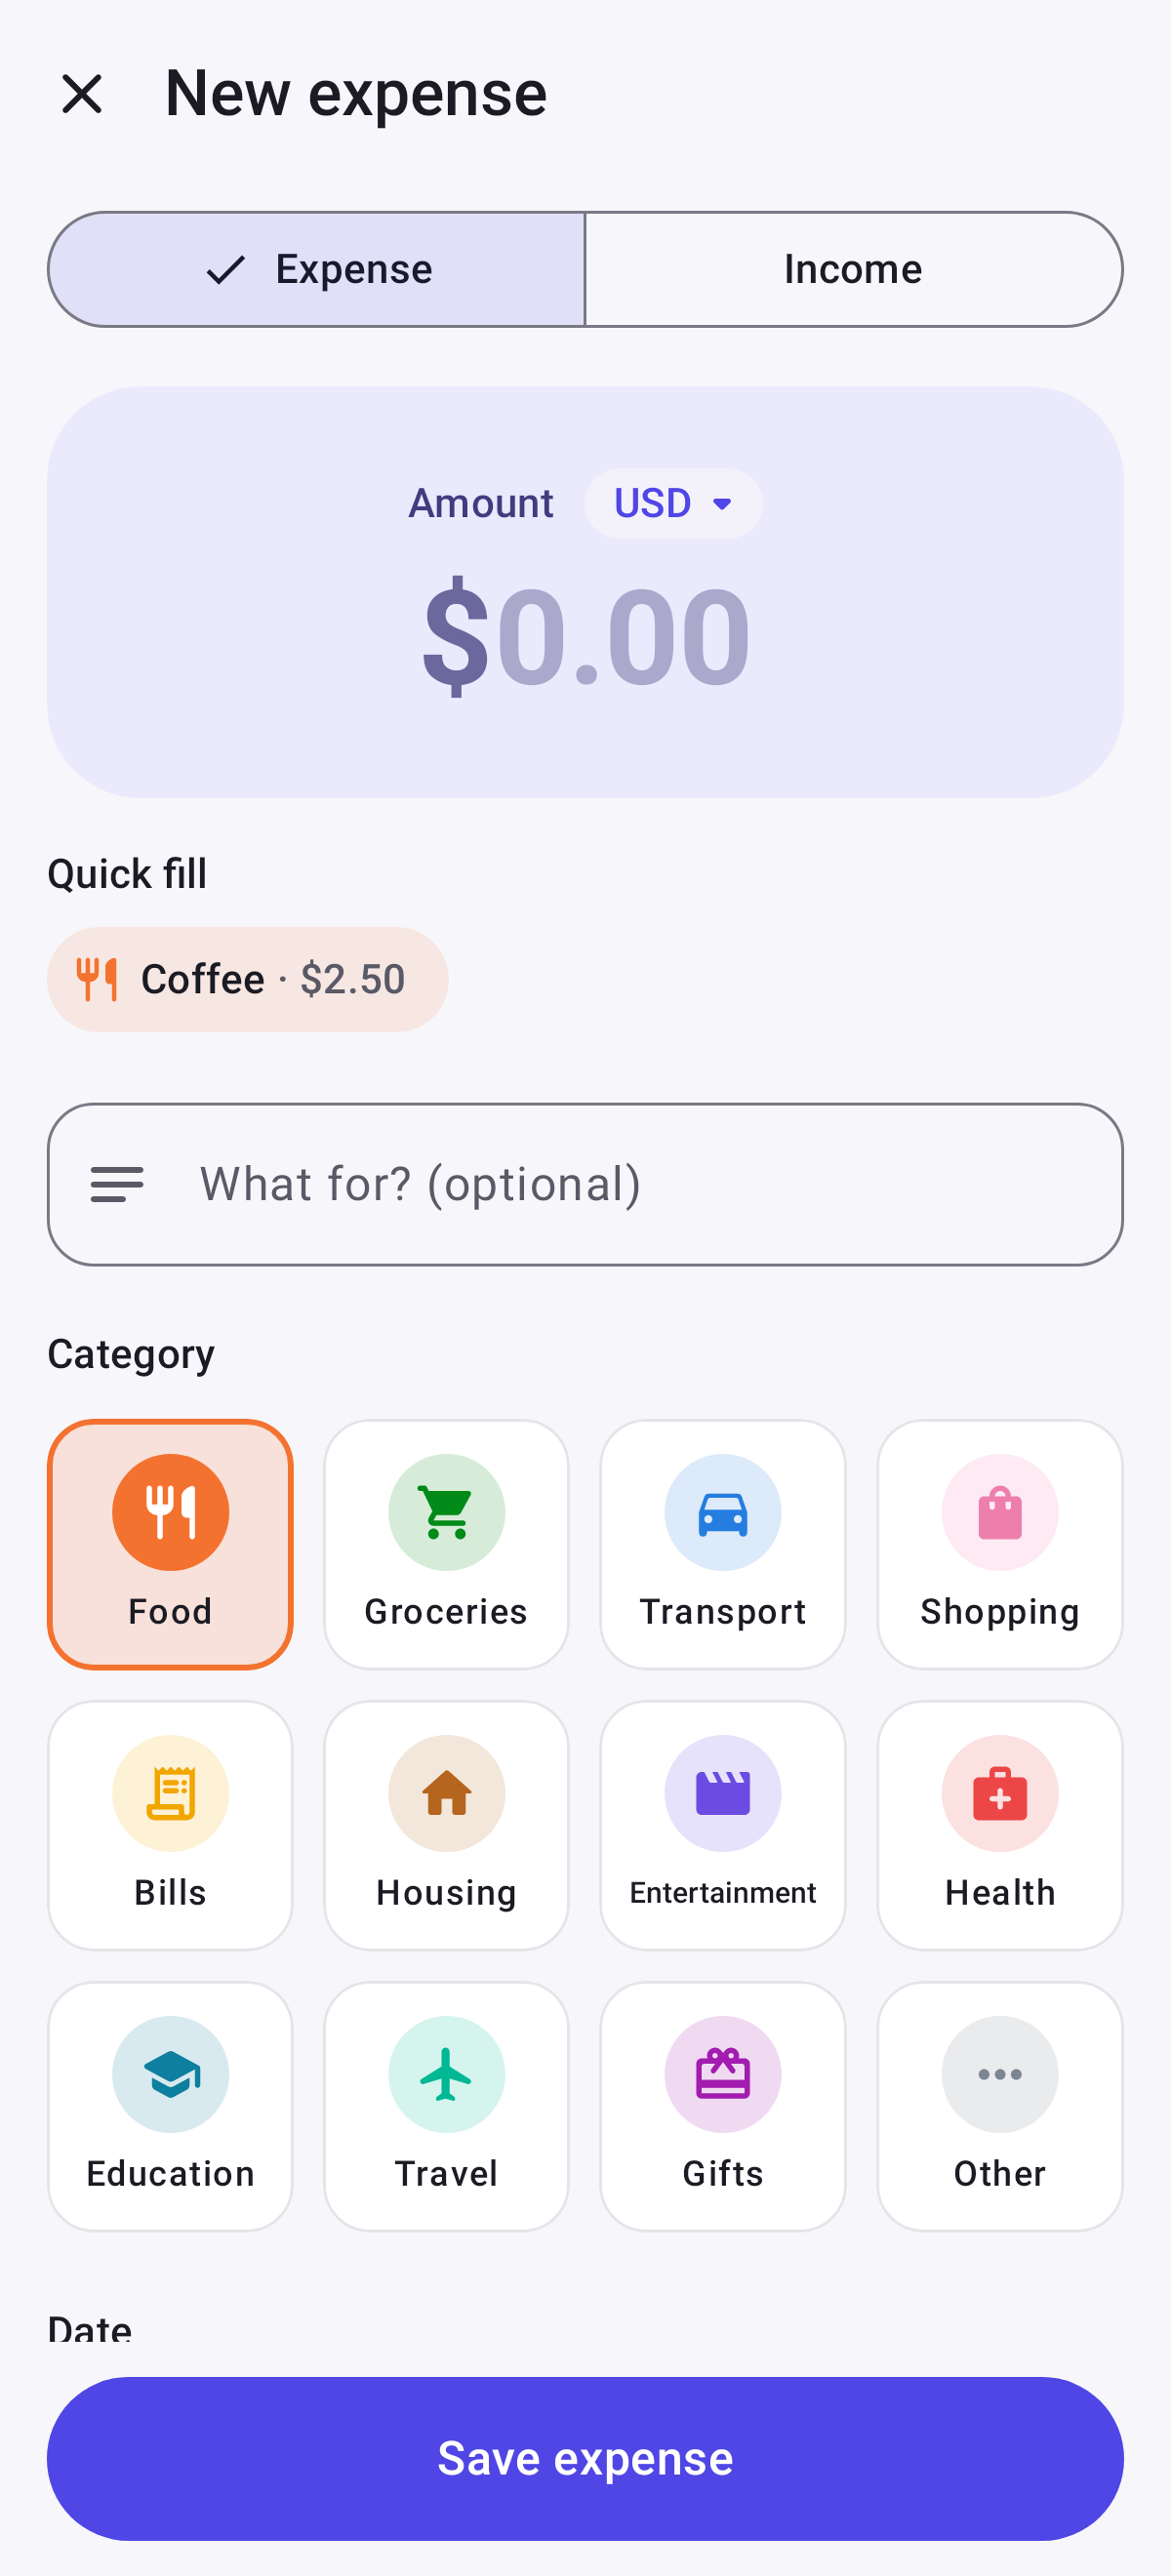 New expense
Expense
Income
Amount USD
$0.00
Quick fill
Coffee · $2.50
What for? (optional)
Category
Food
Groceries
Transport
Shopping
Bills
Housing
Entertainment
Health
Education
Travel
Gifts
Other
Date
Save expense